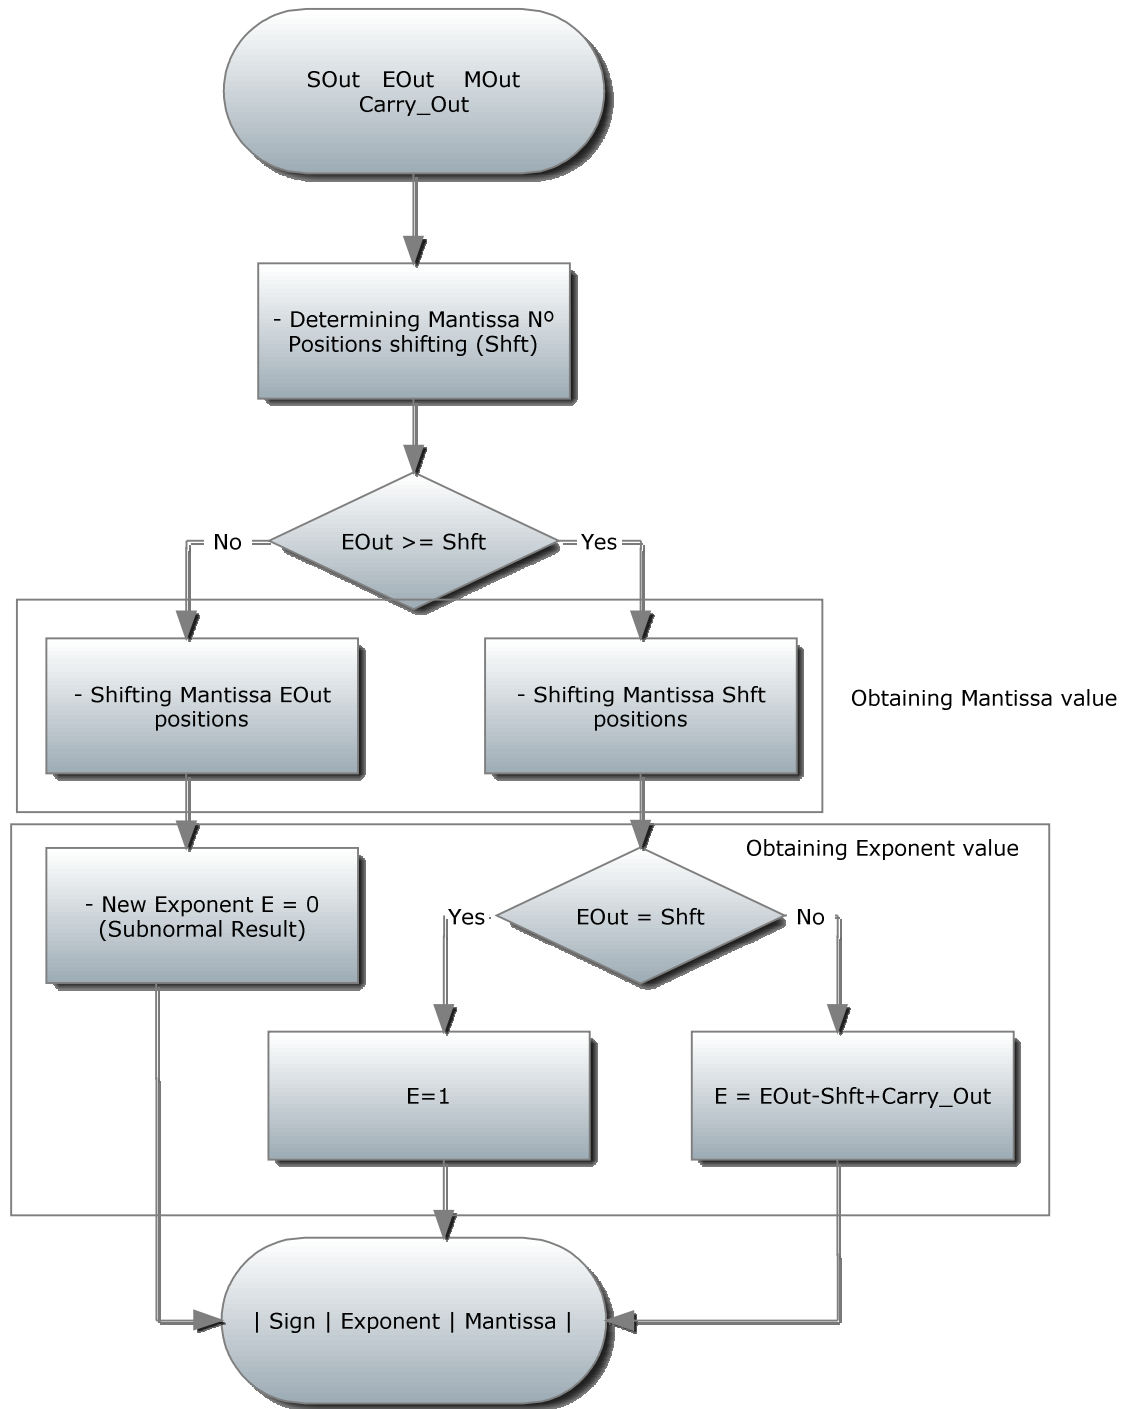 SOut EOut MOut
Carry_Out
- Determining Mantissa Nº
Positions shifting (Shft)
EOut >= Shft
No
Yes
- Shifting Mantissa EOut
positions
- Shifting Mantissa Shft
positions
Obtaining Mantissa value
Obtaining Exponent value
- New Exponent E = 0
(Subnormal Result)
EOut = Shft
Yes
No
E=1
E = EOut-Shft+Carry_Out
| Sign | Exponent | Mantissa |